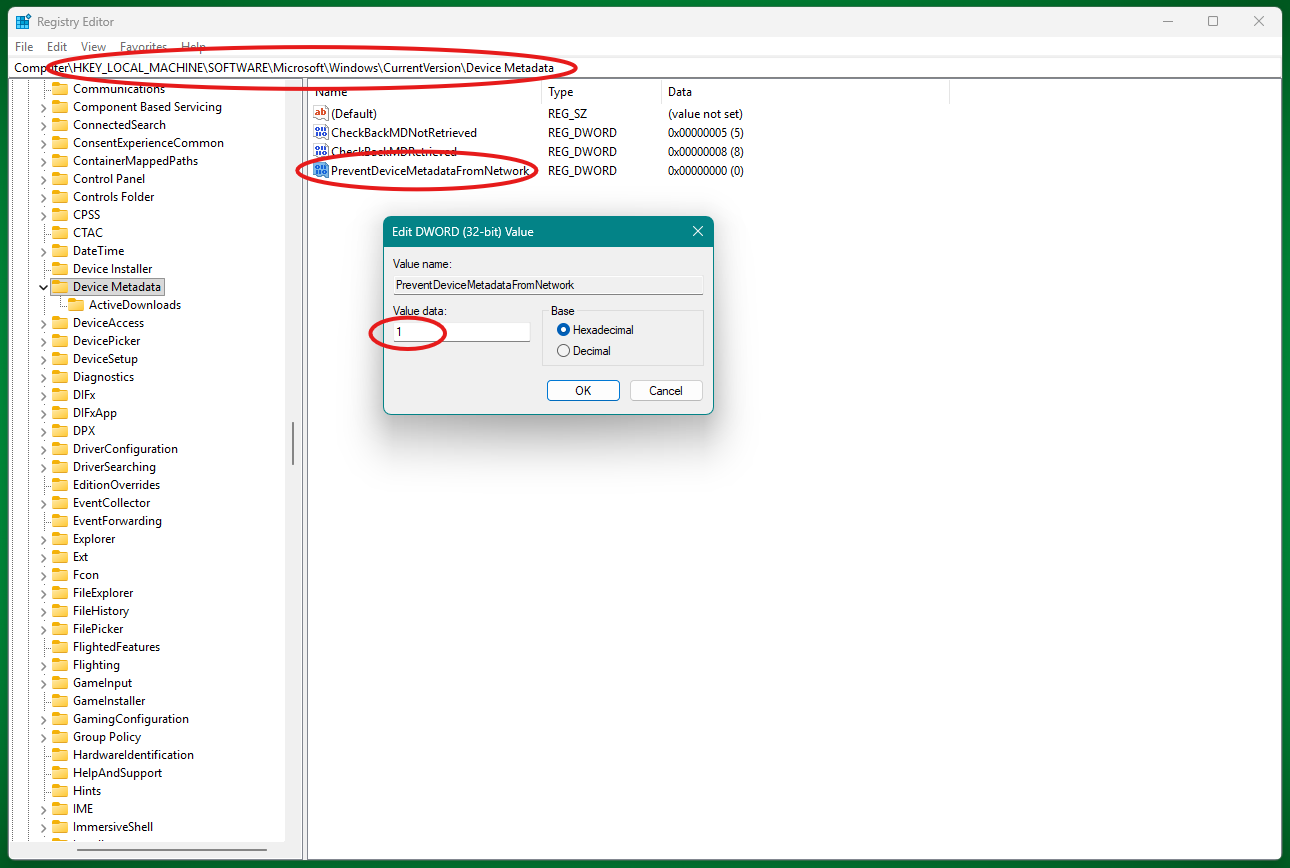 Registry Editor
File Edit View Favorites Help
Computer\HKEY_LOCAL_MACHINE\SOFTWARE\Microsoft\Windows\CurrentVersion\Device Metadata
Communications
Component Based Servicing
ConnectedSearch
ConsentExperienceCommon
ContainerMappedPaths
Control Panel
Controls Folder
CPSS
CTAC
DateTime
Device Installer
Device Metadata
ActiveDownloads
DeviceAccess
DevicePicker
DeviceSetup
Diagnostics
DIFx
DIFxApp
DPX
DriverConfiguration
DriverSearching
EditionOverrides
EventCollector
EventForwarding
Explorer
Ext
Fcon
FileExplorer
FileHistory
FilePicker
FlightedFeatures
Flighting
GameInput
GameInstaller
GamingConfiguration
Group Policy
HardwareIdentification
HelpAndSupport
Hints
IME
ImmersiveShell
Name Type Data
(Default) REG_SZ (value not set)
CheckBackMDNotRetrieved REG_DWORD 0x00000005 (5)
CheckBackMDRetrieved REG_DWORD 0x00000008 (8)
PreventDeviceMetadataFromNetwork REG_DWORD 0x00000000 (0)
Edit DWORD (32-bit) Value
Value name:
PreventDeviceMetadataFromNetwork
Value data:
1
Base
Hexadecimal
Decimal
OK Cancel